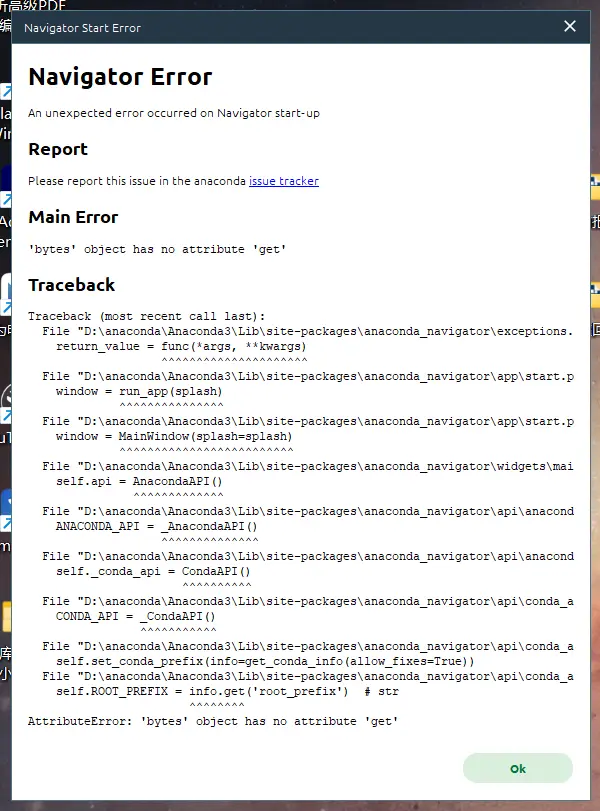 听高级PDF
编
Navigator Start Error
Navigator Error
An unexpected error occurred on Navigator start-up
Report
Please report this issue in the anaconda issue tracker
Main Error
'bytes' object has no attribute 'get'
Traceback
Traceback (most recent call last):
File "D:\anaconda\Anaconda3\Lib\site-packages\anaconda_navigator\exceptions.
return_value = func(*args, **kwargs)
^^^^^^^^^^^^^^^^^^^^^
File "D:\anaconda\Anaconda3\Lib\site-packages\anaconda_navigator\app\start.p
window = run_app(splash)
^^^^^^^^^^^^^^^
File "D:\anaconda\Anaconda3\Lib\site-packages\anaconda_navigator\app\start.p
window = MainWindow(splash=splash)
^^^^^^^^^^^^^^^^^^^^^^^^^
File "D:\anaconda\Anaconda3\Lib\site-packages\anaconda_navigator\widgets\mai
self.api = AnacondaAPI()
^^^^^^^^^^^^^
File "D:\anaconda\Anaconda3\Lib\site-packages\anaconda_navigator\api\anacond
ANACONDA_API = _AnacondaAPI()
^^^^^^^^^^^^^^
File "D:\anaconda\Anaconda3\Lib\site-packages\anaconda_navigator\api\anacond
self._conda_api = CondaAPI()
^^^^^^^^^^
File "D:\anaconda\Anaconda3\Lib\site-packages\anaconda_navigator\api\conda_a
CONDA_API = _CondaAPI()
^^^^^^^^^^^
File "D:\anaconda\Anaconda3\Lib\site-packages\anaconda_navigator\api\conda_a
self.set_conda_prefix(info=get_conda_info(allow_fixes=True))
File "D:\anaconda\Anaconda3\Lib\site-packages\anaconda_navigator\api\conda_a
self.ROOT_PREFIX = info.get('root_prefix')  # str
^^^^^^^^
AttributeError: 'bytes' object has no attribute 'get'
Ok